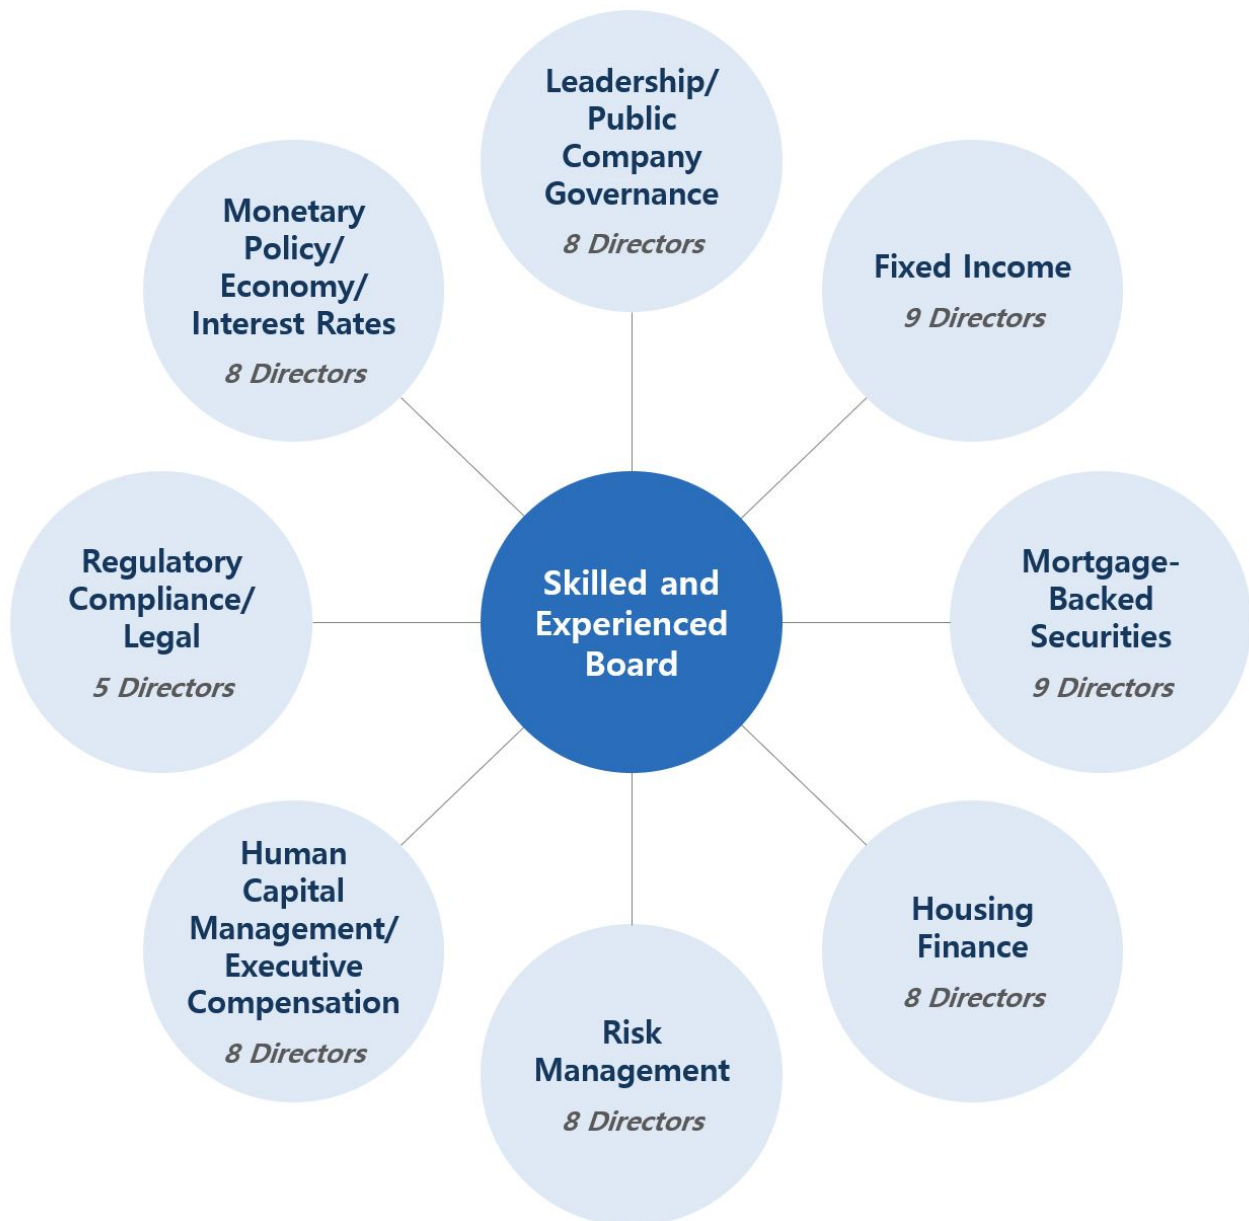 Leadership/
Public
Company
Governance
8 Directors
Fixed Income
9 Directors
Mortgage-
Backed
Securities
9 Directors
Housing
Finance
8 Directors
Risk
Management
8 Directors
Human
Capital
Management/
Executive
Compensation
8 Directors
Regulatory
Compliance/
Legal
5 Directors
Monetary
Policy/
Economy/
Interest Rates
8 Directors
Skilled and
Experienced
Board